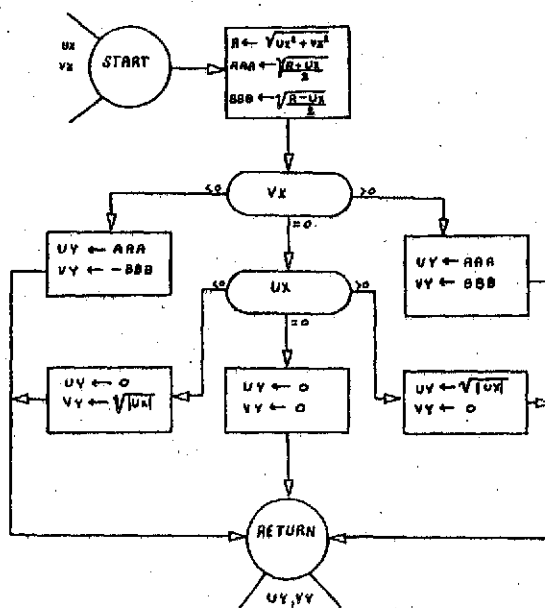 UX
VX
START
R ← √UX² + VX²
AAA ← √R + UX / 2
BBB ← √R - UX / 2
VX
<0
>0
=0
UY ← AAA
VY ← -BBB
UY ← AAA
VY ← BBB
UX
<0
>0
=0
UY ← 0
VY ← √|UX|
UY ← 0
VY ← 0
UY ← √|UX|
VY ← 0
RETURN
UY, VY